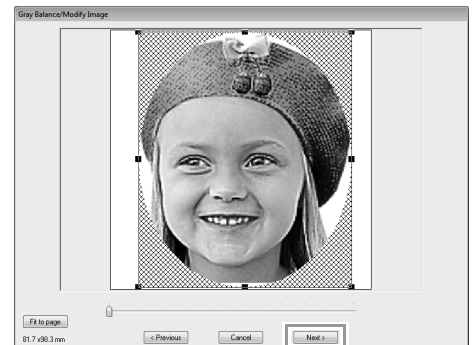 Gray Balance/Modify Image
Fit to page
81.7 x98.3 mm
< Previous
Cancel
Next >